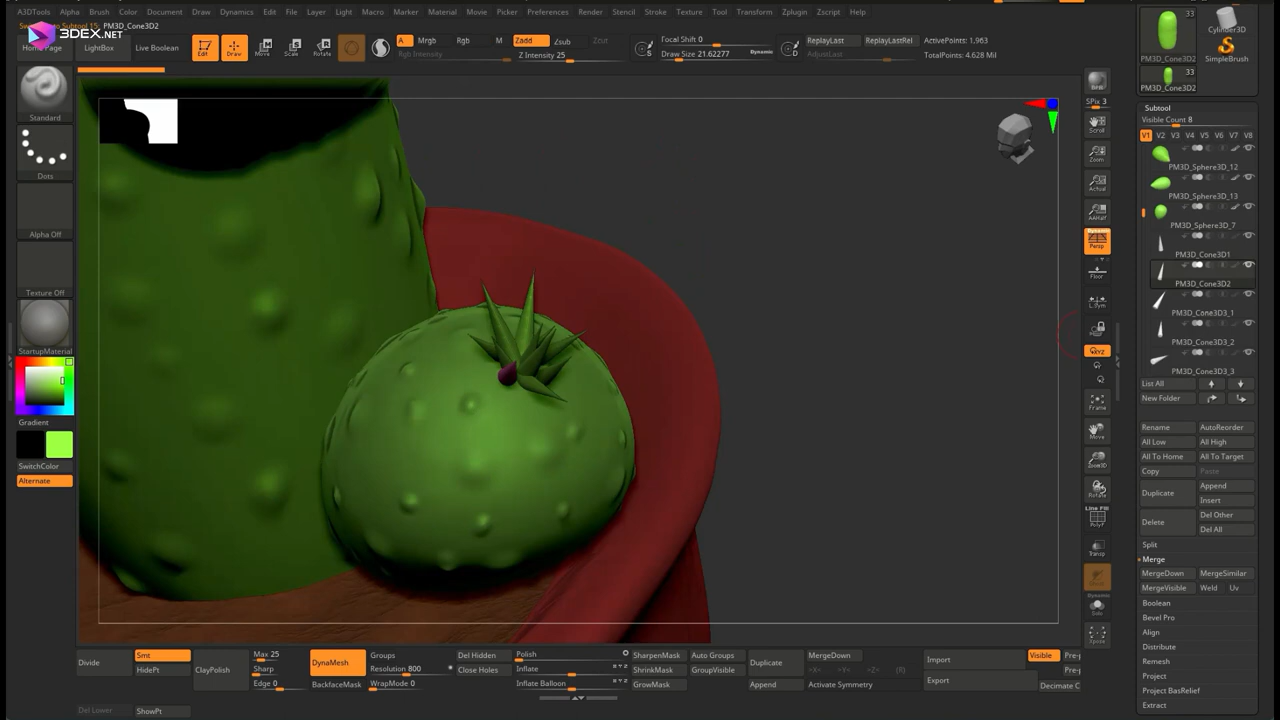 A3DTools Alpha Brush Color Document Draw Dynamics Edit File Layer Light Macro Marker Material Movie Picker Preferences Render Stencil Stroke Texture Tool Transform Zplugin Zscript Help
Subtool 15: PM3D_Cone3D2
3DEX.NET
Home Page LightBox Live Boolean
Edit Draw Move Scale Rotate
A Mrgb Rgb M Zadd Zsub Zcut
Rgb Intensity Z Intensity 25
Focal Shift 0
Draw Size 21.62277 Dynamic
ReplayLast ReplayLastRel
AdjustLast
ActivePoints: 1,963
TotalPoints: 4.628 Mil
Standard
Dots
Alpha Off
Texture Off
StartupMaterial
Gradient
SwitchColor
Alternate
BPR
SPix 3
Scroll
Zoom
Actual
AAHalf
Dynamic
Persp
Floor
L.Sym
XYZ
Frame
Move
Zoom3D
Rotate
Line Fill
PolyF
Transp
Dynamic
Solo
Xpose
33
PM3D_Cone3D2
Cylinder3D
33
SimpleBrush
PM3D_Cone3D2
Subtool
Visible Count 8
V1 V2 V3 V4 V5 V6 V7 V8
PM3D_Sphere3D_12
PM3D_Sphere3D_13
PM3D_Sphere3D_7
PM3D_Cone3D1
PM3D_Cone3D2
PM3D_Cone3D3_1
PM3D_Cone3D3_2
PM3D_Cone3D3_3
List All
New Folder
Rename AutoReorder
All Low All High
All To Home All To Target
Copy Paste
Duplicate Append
Insert
Delete Del Other
Del All
Split
Merge
MergeDown MergeSimilar
MergeVisible Weld Uv
Boolean
Bevel Pro
Align
Distribute
Remesh
Project
Project BasRelief
Extract
Divide Smt
HidePt
Del Lower ShowPt
ClayPolish
Max 25
Sharp
Edge 0
DynaMesh
BackfaceMask
Groups
Resolution 800
WrapMode 0
Del Hidden
Close Holes
Polish
Inflate
Inflate Balloon
SharpenMask
ShrinkMask
GrowMask
Auto Groups
GroupVisible
Duplicate
Append
MergeDown
Activate Symmetry
(R)
Import
Export
Visible
Decimate C